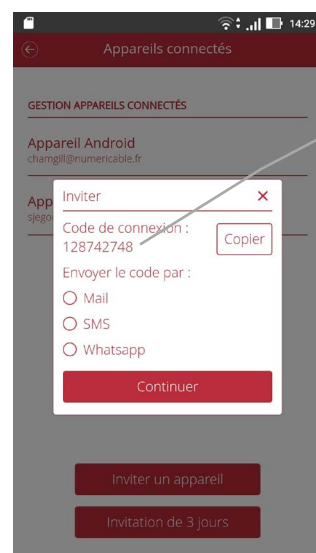 14:29
Appareils connectés
GESTION APPAREILS CONNECTÉS
Appareil Android
chamgill@numericable.fr
App
sjego
Inviter
Code de connexion :
128742748
Copier
Envoyer le code par :
Mail
SMS
Whatsapp
Continuer
Inviter un appareil
Invitation de 3 jours